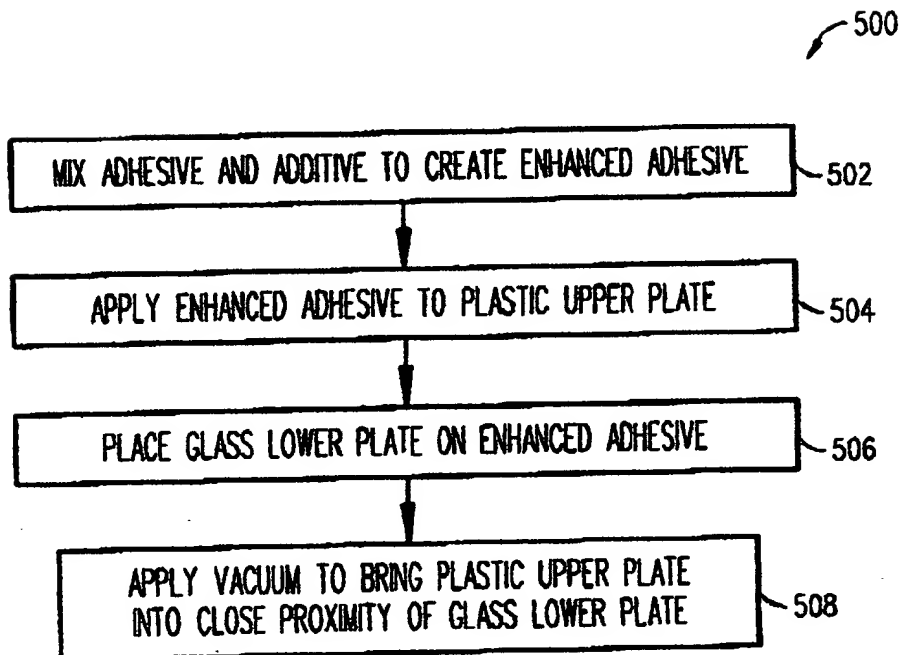 500
MIX ADHESIVE AND ADDITIVE TO CREATE ENHANCED ADHESIVE
502
APPLY ENHANCED ADHESIVE TO PLASTIC UPPER PLATE
504
PLACE GLASS LOWER PLATE ON ENHANCED ADHESIVE
506
APPLY VACUUM TO BRING PLASTIC UPPER PLATE
INTO CLOSE PROXIMITY OF GLASS LOWER PLATE
508